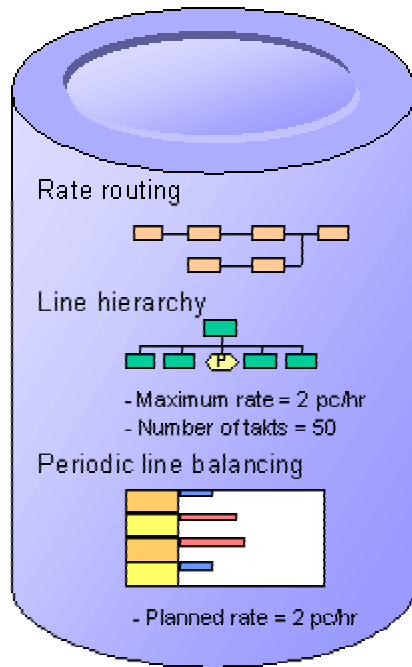 Rate routing
Line hierarchy
P
- Maximum rate = 2 pc/hr
- Number of takts = 50
Periodic line balancing
- Planned rate = 2 pc/hr